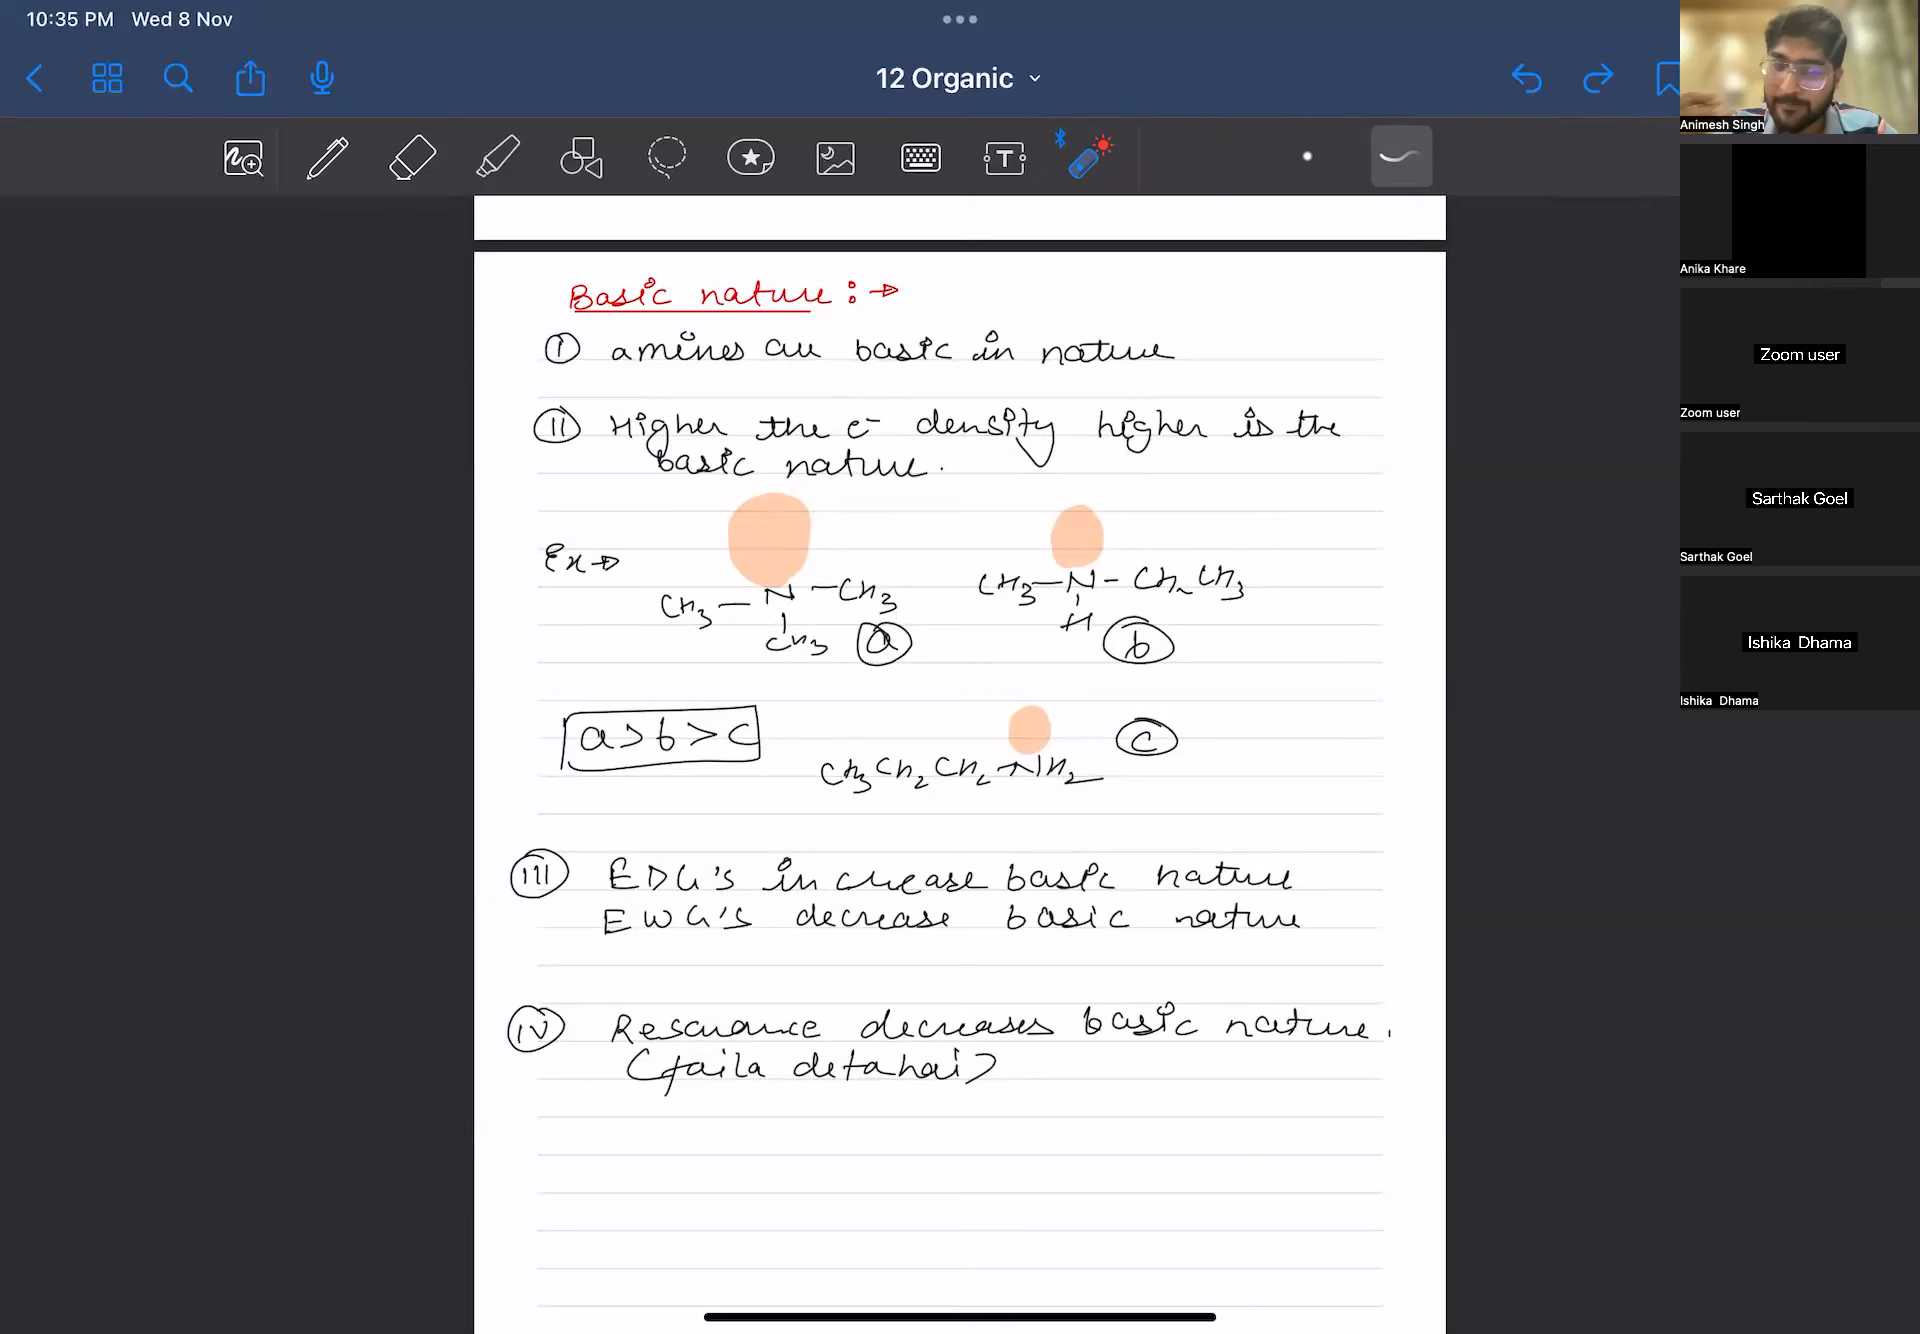 10:35 PM Wed 8 Nov
12 Organic
Basic nature :→
I amines are basic in nature
II Higher the e⁻ density higher is the
basic nature.
Ex→
CH3 — N — CH3
CH3 a
CH3 — N — CH2CH3
H b
a > b > c
c
CH3CH2CH2 — NH2
III EDG's increase basic nature
EWG's decrease basic nature
IV Resonance decreases basic nature.
(faila detahai)
Animesh Singh
Anika Khare
Zoom user
Zoom user
Sarthak Goel
Sarthak Goel
Ishika Dhama
Ishika Dhama